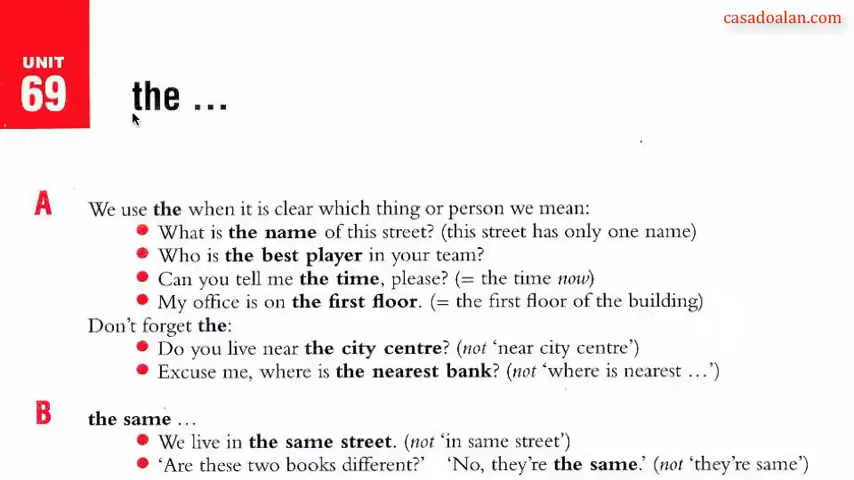 casadoalan.com
UNIT
69
the ...
A
We use the when it is clear which thing or person we mean:
• What is the name of this street? (this street has only one name)
• Who is the best player in your team?
• Can you tell me the time, please? (= the time now)
• My office is on the first floor. (= the first floor of the building)
Don't forget the:
• Do you live near the city centre? (not 'near city centre')
• Excuse me, where is the nearest bank? (not 'where is nearest ...')
B
the same ...
• We live in the same street. (not 'in same street')
• 'Are these two books different?' 'No, they're the same.' (not 'they're same')